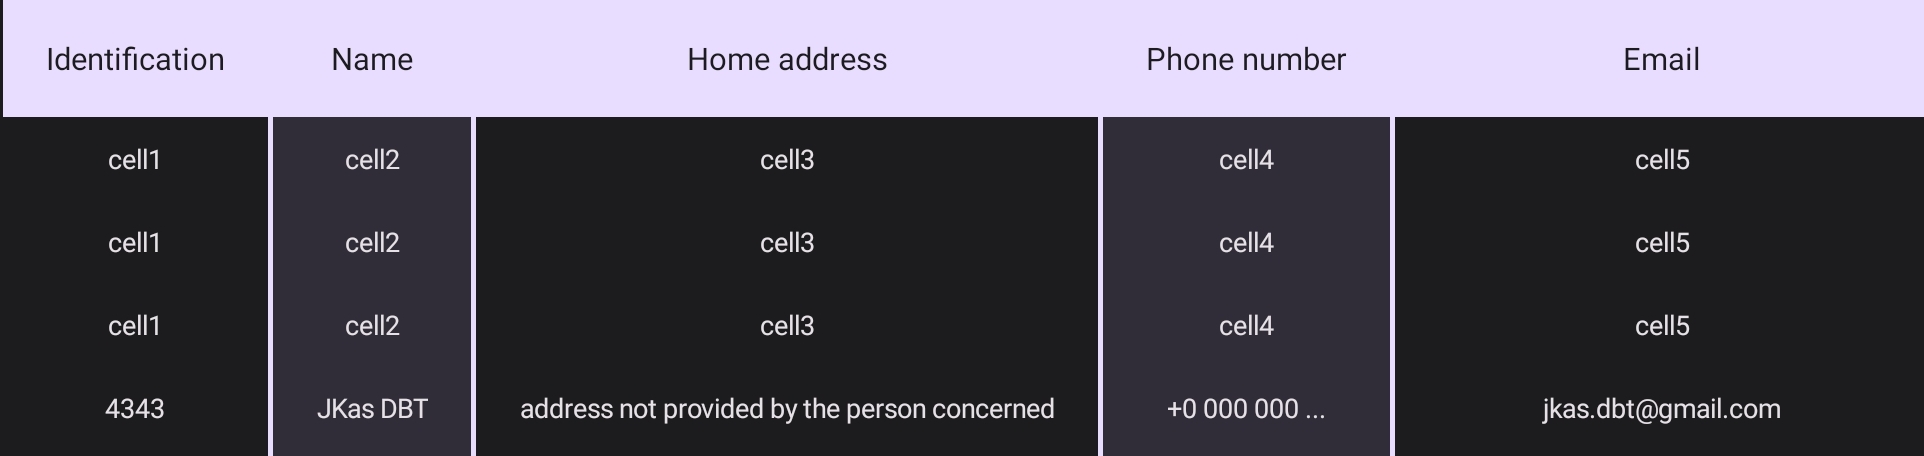 Identification Name Home address Phone number Email
cell1 cell2 cell3 cell4 cell5
cell1 cell2 cell3 cell4 cell5
cell1 cell2 cell3 cell4 cell5
4343 JKas DBT address not provided by the person concerned +0 000 000 ... jkas.dbt@gmail.com